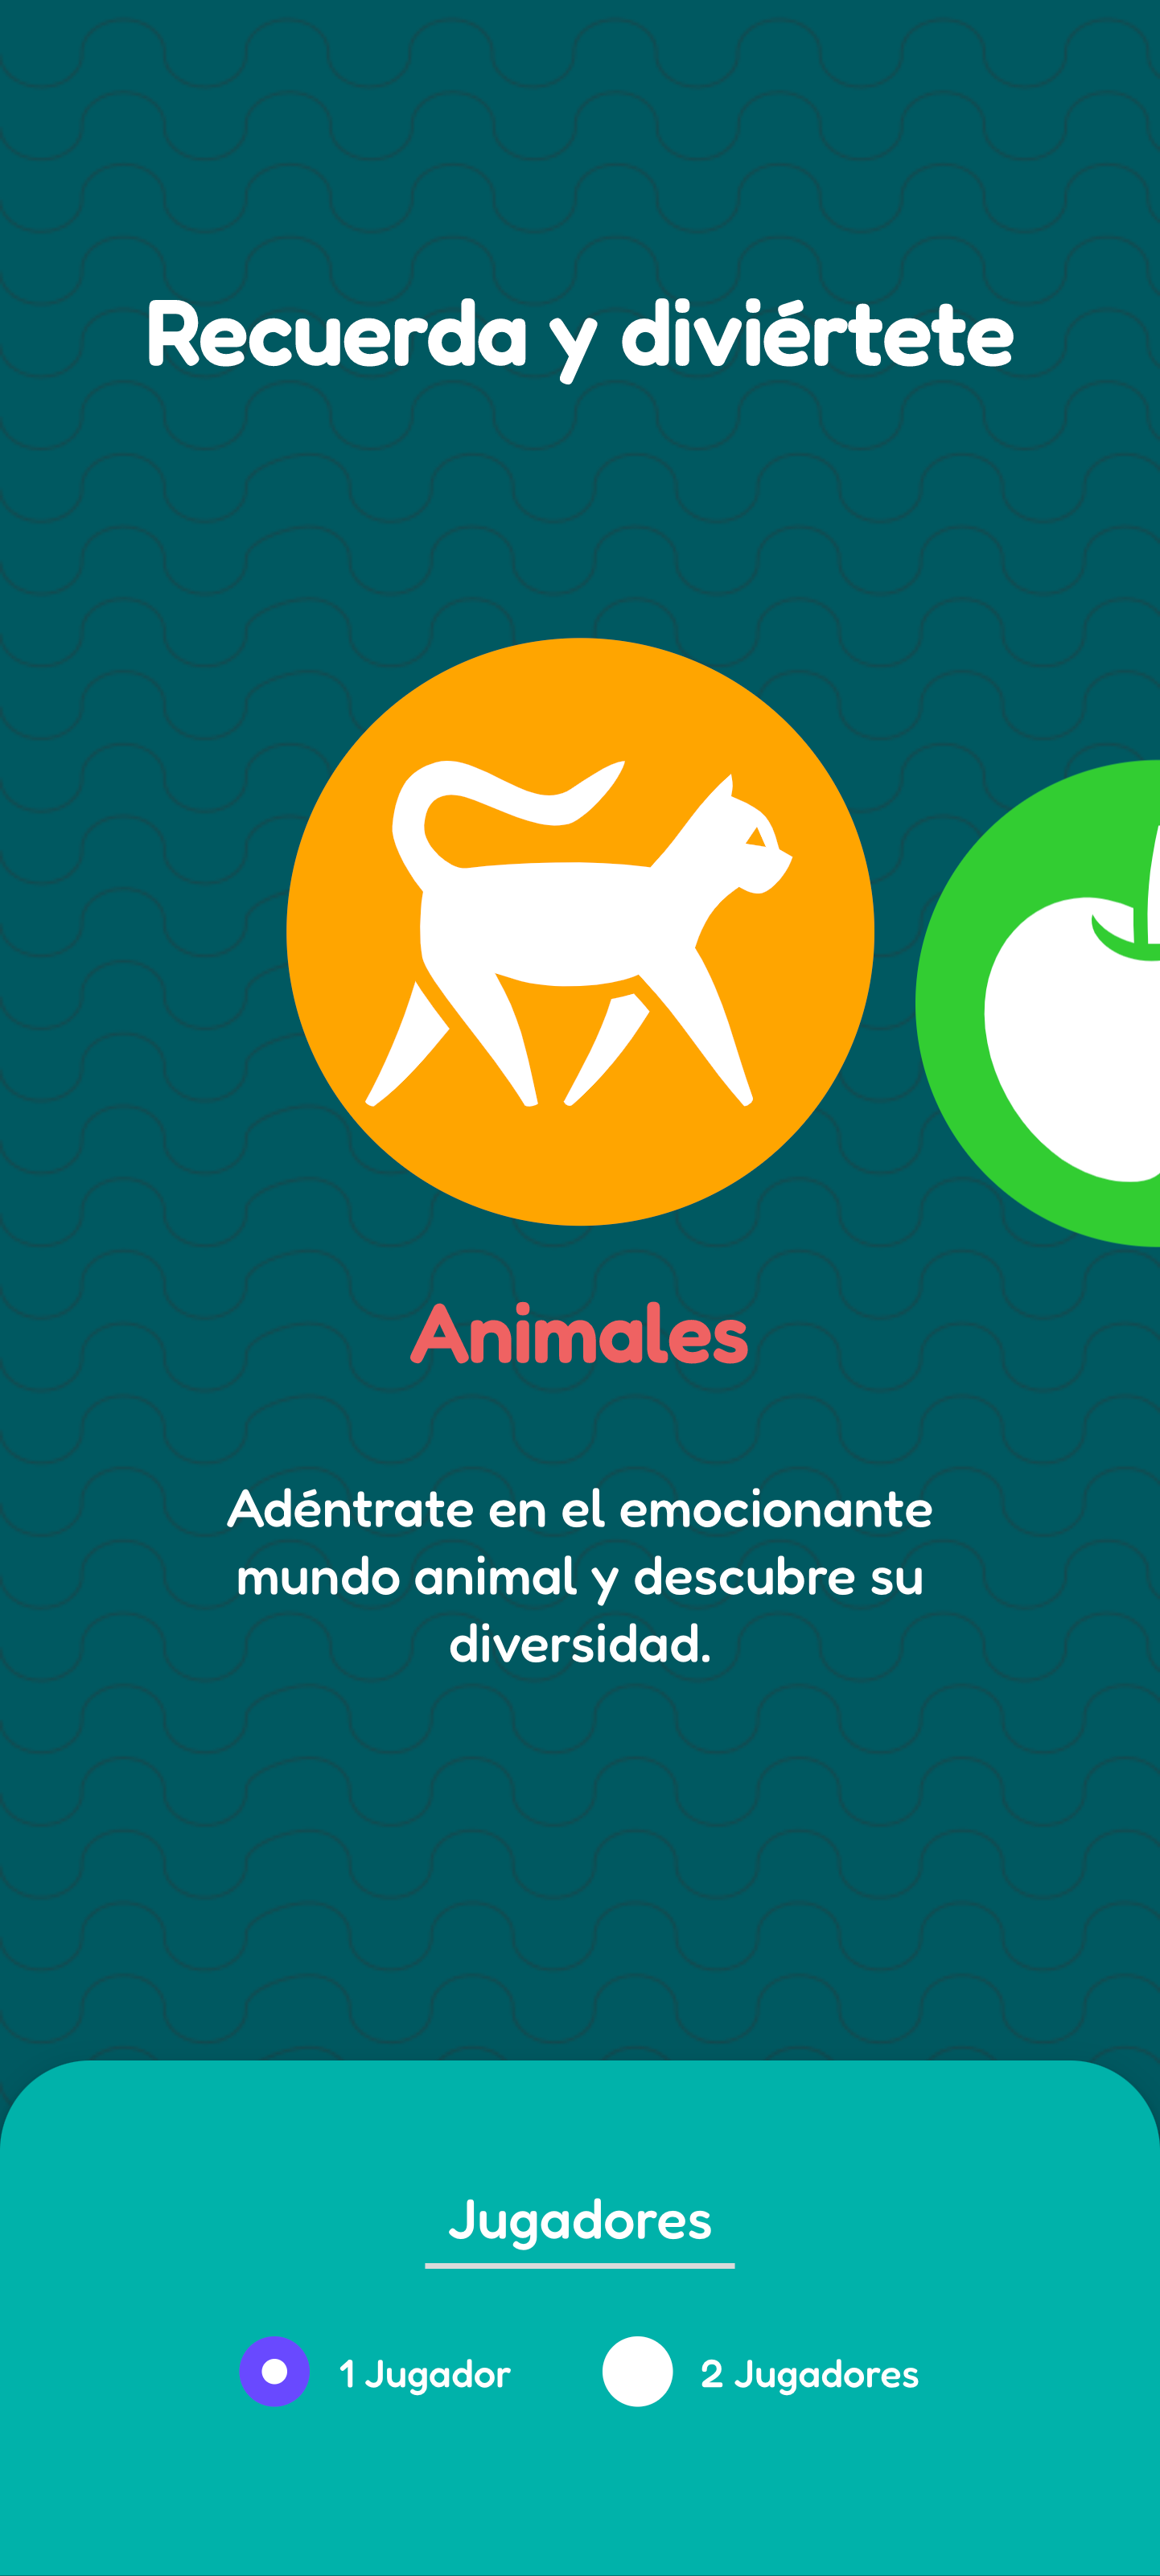 Recuerda y diviértete
Animales
Adéntrate en el emocionante
mundo animal y descubre su
diversidad.
Jugadores
1 Jugador
2 Jugadores